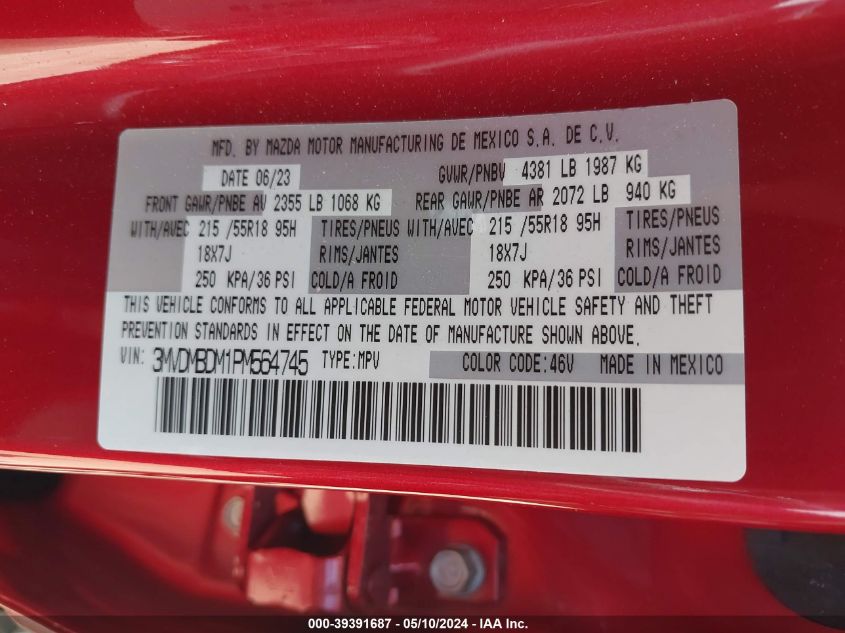 MFD. BY MAZDA MOTOR MANUFACTURING DE MEXICO S.A. DE C.V.
DATE 06/23 GVWR/PNBV 4381 LB 1987 KG
FRONT GAWR/PNBE AV 2355 LB 1068 KG REAR GAWR/PNBE AR 2072 LB 940 KG
WITH/AVEC 215 /55R18 95H TIRES/PNEUS WITH/AVEC 215 /55R18 95H TIRES/PNEUS
18X7J RIMS/JANTES 18X7J RIMS/JANTES
250 KPA/36 PSI COLD/A FROID 250 KPA/36 PSI COLD/A FROID
THIS VEHICLE CONFORMS TO ALL APPLICABLE FEDERAL MOTOR VEHICLE SAFETY AND THEFT
PREVENTION STANDARDS IN EFFECT ON THE DATE OF MANUFACTURE SHOWN ABOVE.
VIN: 3MVDMBDM1PM564745 TYPE:MPV COLOR CODE:46V MADE IN MEXICO
000-39391687 - 05/10/2024 - IAA Inc.